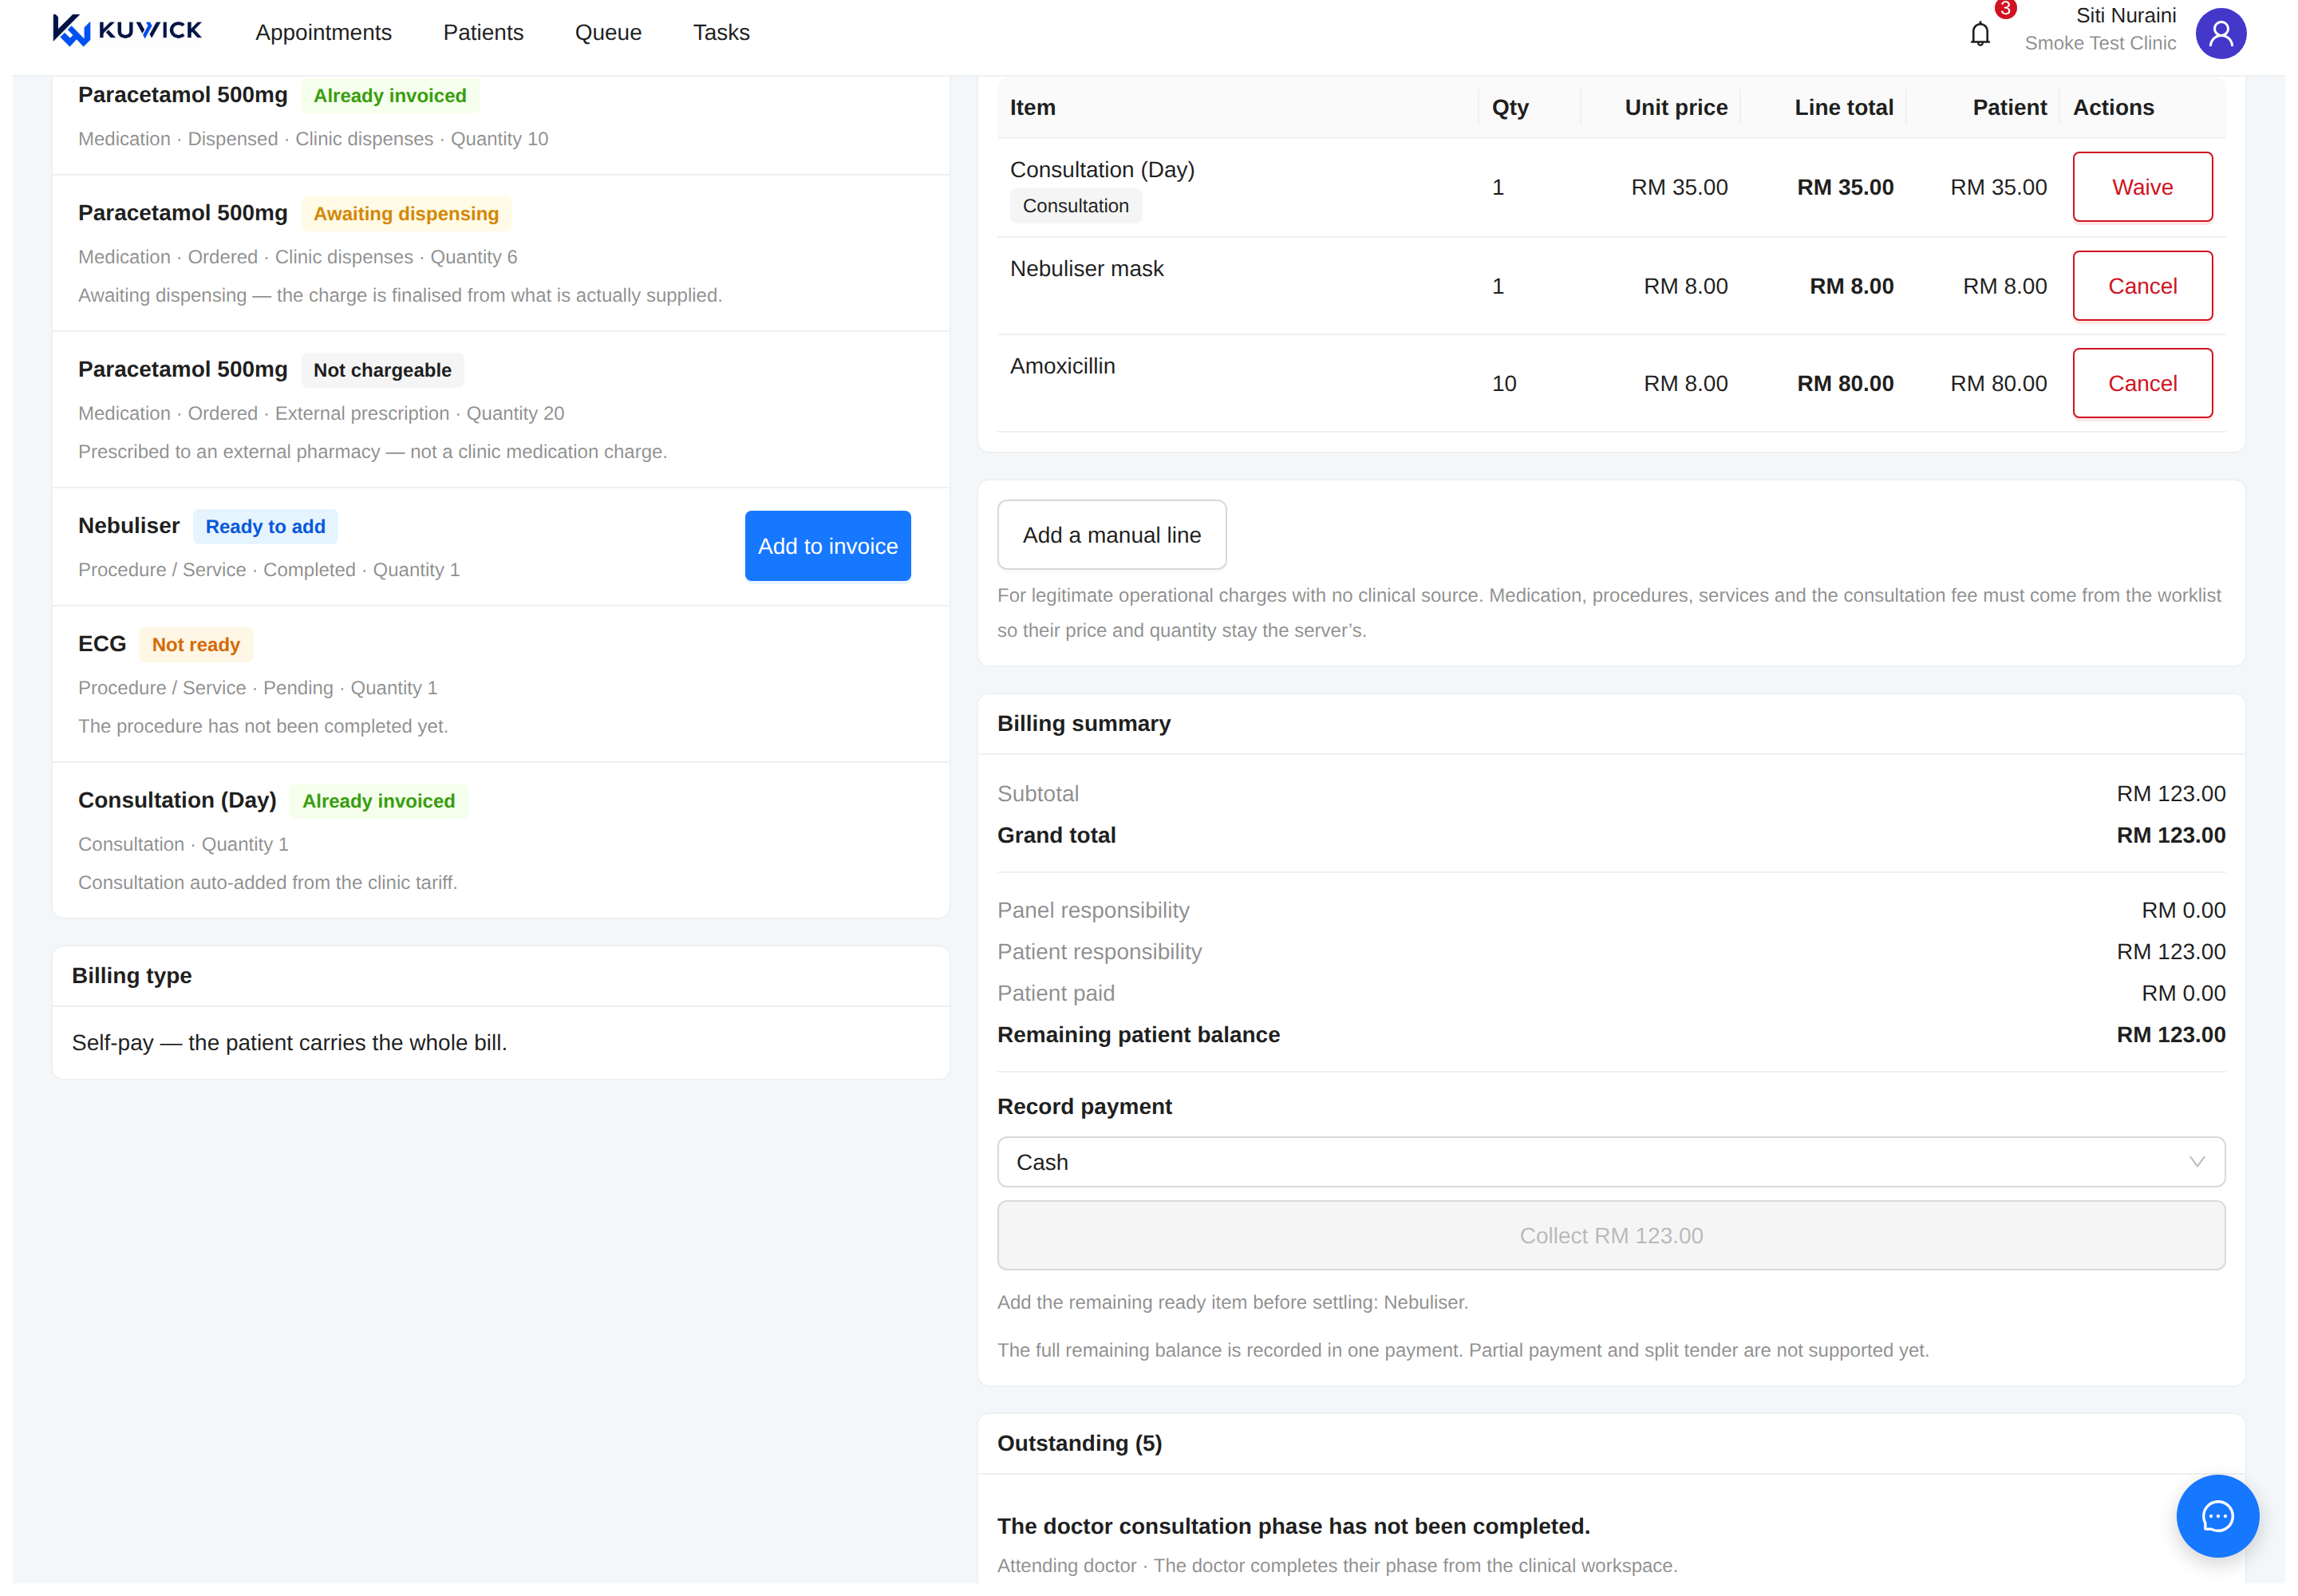 KUWICK
Appointments
Patients
Queue
Tasks
3
Siti Nuraini
Smoke Test Clinic
Paracetamol 500mg Already invoiced
Medication · Dispensed · Clinic dispenses · Quantity 10
Paracetamol 500mg Awaiting dispensing
Medication · Ordered · Clinic dispenses · Quantity 6
Awaiting dispensing — the charge is finalised from what is actually supplied.
Paracetamol 500mg Not chargeable
Medication · Ordered · External prescription · Quantity 20
Prescribed to an external pharmacy — not a clinic medication charge.
Nebuliser Ready to add
Procedure / Service · Completed · Quantity 1
Add to invoice
ECG Not ready
Procedure / Service · Pending · Quantity 1
The procedure has not been completed yet.
Consultation (Day) Already invoiced
Consultation · Quantity 1
Consultation auto-added from the clinic tariff.
Billing type
Self-pay — the patient carries the whole bill.
Item Qty Unit price Line total Patient Actions
Consultation (Day)
Consultation
1 RM 35.00 RM 35.00 RM 35.00 Waive
Nebuliser mask
1 RM 8.00 RM 8.00 RM 8.00 Cancel
Amoxicillin
10 RM 8.00 RM 80.00 RM 80.00 Cancel
Add a manual line
For legitimate operational charges with no clinical source. Medication, procedures, services and the consultation fee must come from the worklist
so their price and quantity stay the server’s.
Billing summary
Subtotal RM 123.00
Grand total RM 123.00
Panel responsibility RM 0.00
Patient responsibility RM 123.00
Patient paid RM 0.00
Remaining patient balance RM 123.00
Record payment
Cash
Collect RM 123.00
Add the remaining ready item before settling: Nebuliser.
The full remaining balance is recorded in one payment. Partial payment and split tender are not supported yet.
Outstanding (5)
The doctor consultation phase has not been completed.
Attending doctor · The doctor completes their phase from the clinical workspace.